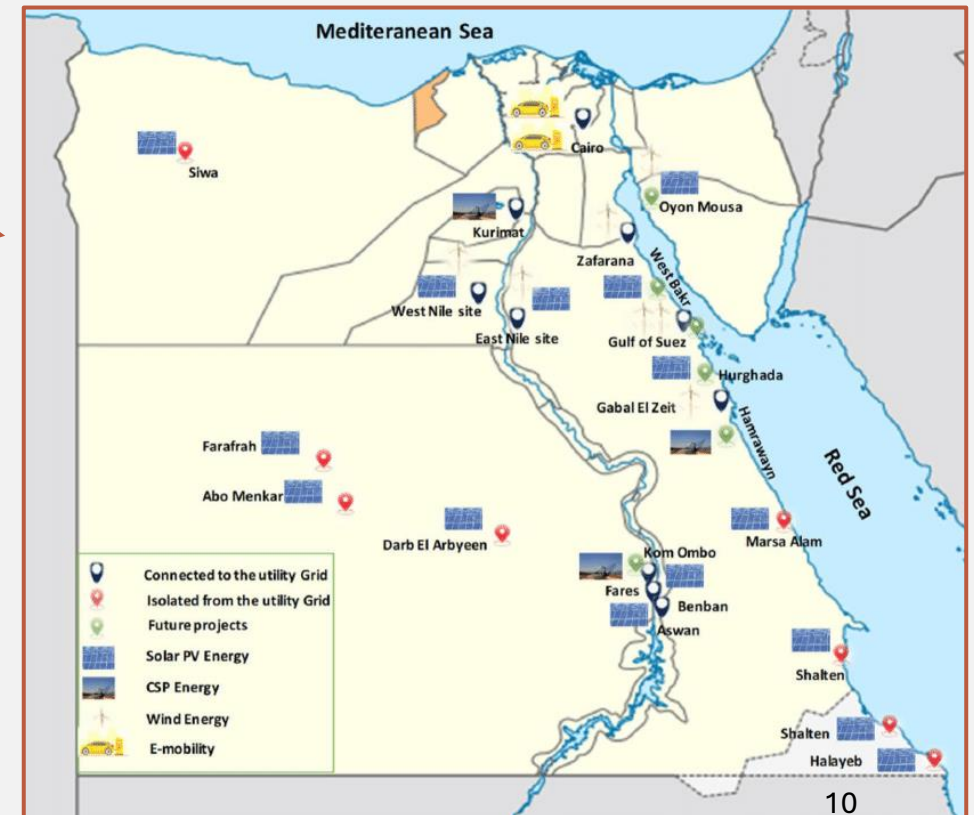 Mediteranean Sea
Cairo
Siwa
Oyon Mousa
Kurimat
Zafarana
West Bakr
West Nile site
East Nile site
Gulf of Suez
Hurghada
Gabal El Zeit
Hamrawayn
Red Sea
Farafrah
Abo Menkar
Darb El Arbyeen
Marsa Alam
Kom Ombo
Fares
Benban
Aswan
Shalten
Shalten
Halayeb
Connected to the utility Grid
Isolated from the utility Grid
Future projects
Solar PV Energy
CSP Energy
Wind Energy
E-mobility
10